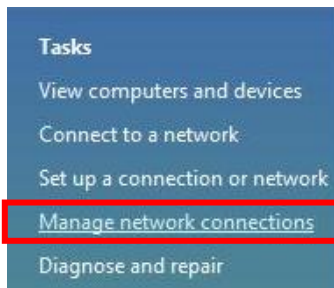 Tasks
View computers and devices
Connect to a network
Set up a connection or network
Manage network connections
Diagnose and repair